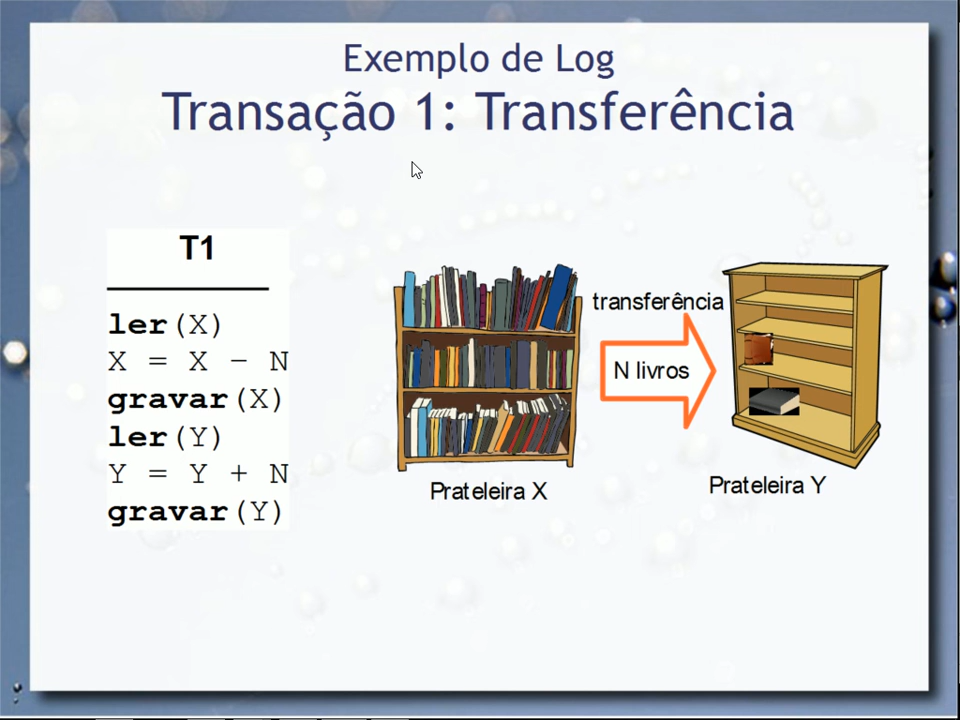 Exemplo de Log
Transação 1: Transferência
T1
ler(X)
X = X – N
gravar(X)
ler(Y)
Y = Y + N
gravar(Y)
transferência
N livros
Prateleira X
Prateleira Y